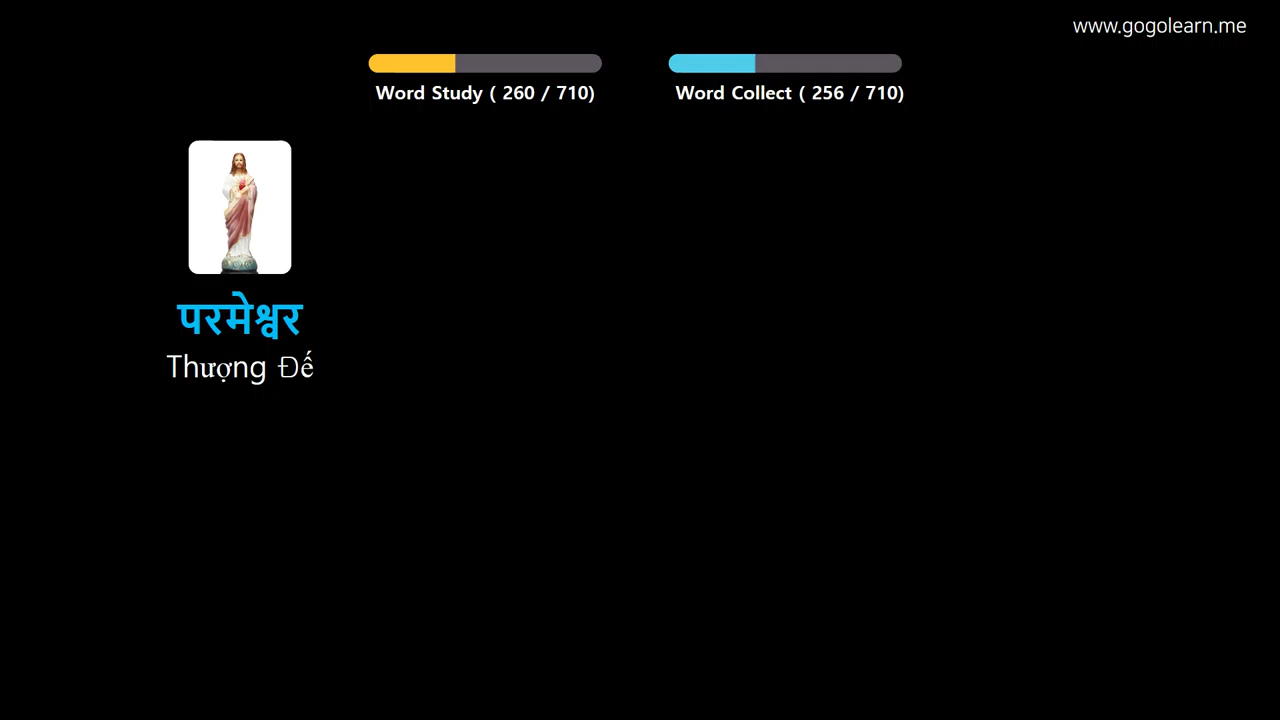 www.gogolearn.me
Word Study ( 260 / 710)
Word Collect ( 256 / 710)
परमेश्वर
Thượng Đế